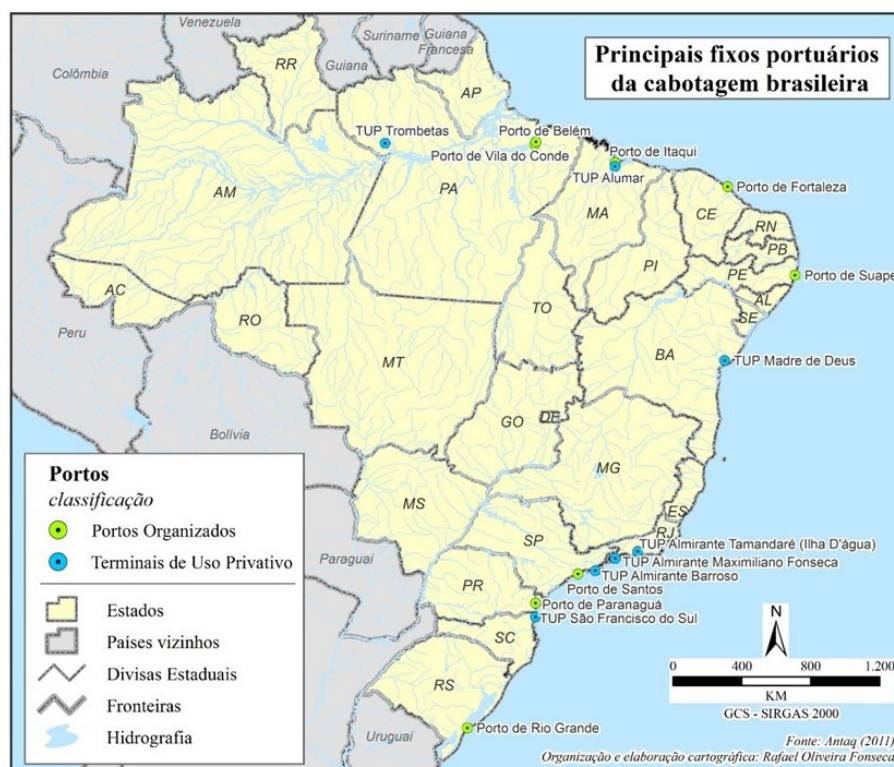 Principais fixos portuários
da cabotagem brasileira
Venezuela
Suriname
Guiana
Francesa
Guiana
Colômbia
RR
AP
TUP Trombetas
Porto de Belém
Porto de Vila do Conde
Porto de Itaqui
TUP Alumar
Porto de Fortaleza
AM
PA
MA
CE
RN
PB
PI
PE
Porto de Suape
AL
SE
AC
TO
RO
BA
TUP Madre de Deus
Peru
MT
GO
DF
Bolívia
MG
MS
ES
SP
RJ
TUP Almirante Tamandaré (Ilha D'água)
TUP Almirante Maximiliano Fonseca
TUP Almirante Barroso
Porto de Santos
Paraguai
PR
Porto de Paranaguá
TUP São Francisco do Sul
SC
RS
Porto de Rio Grande
Uruguai
Portos
classificação
Portos Organizados
Terminais de Uso Privativo
Estados
Países vizinhos
Divisas Estaduais
Fronteiras
Hidrografia
N
0 400 800 1.200
KM
GCS - SIRGAS 2000
Fonte: Antaq (2011)
Organização e elaboração cartográfica: Rafael Oliveira Fonseca